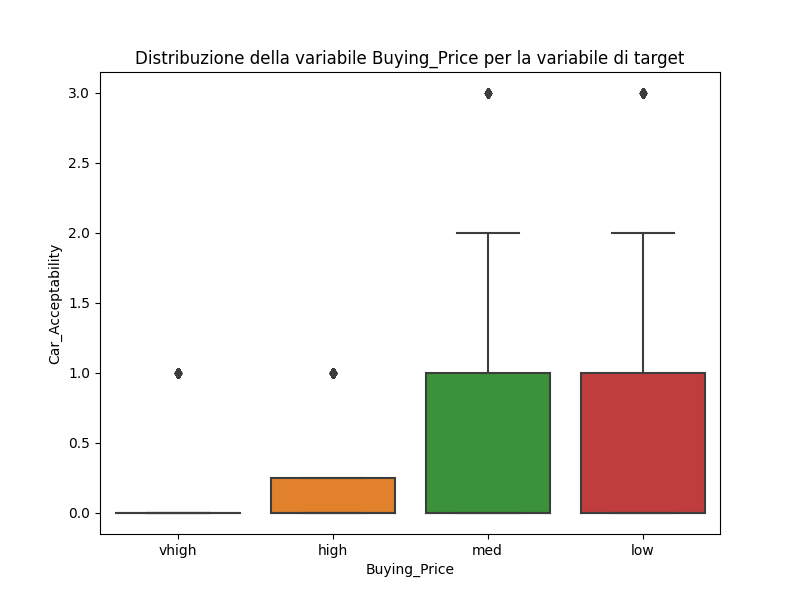 Distribuzione della variabile Buying_Price per la variabile di target
3.0
2.5
2.0
1.5
1.0
0.5
0.0
Car_Acceptability
vhigh high med low
Buying_Price